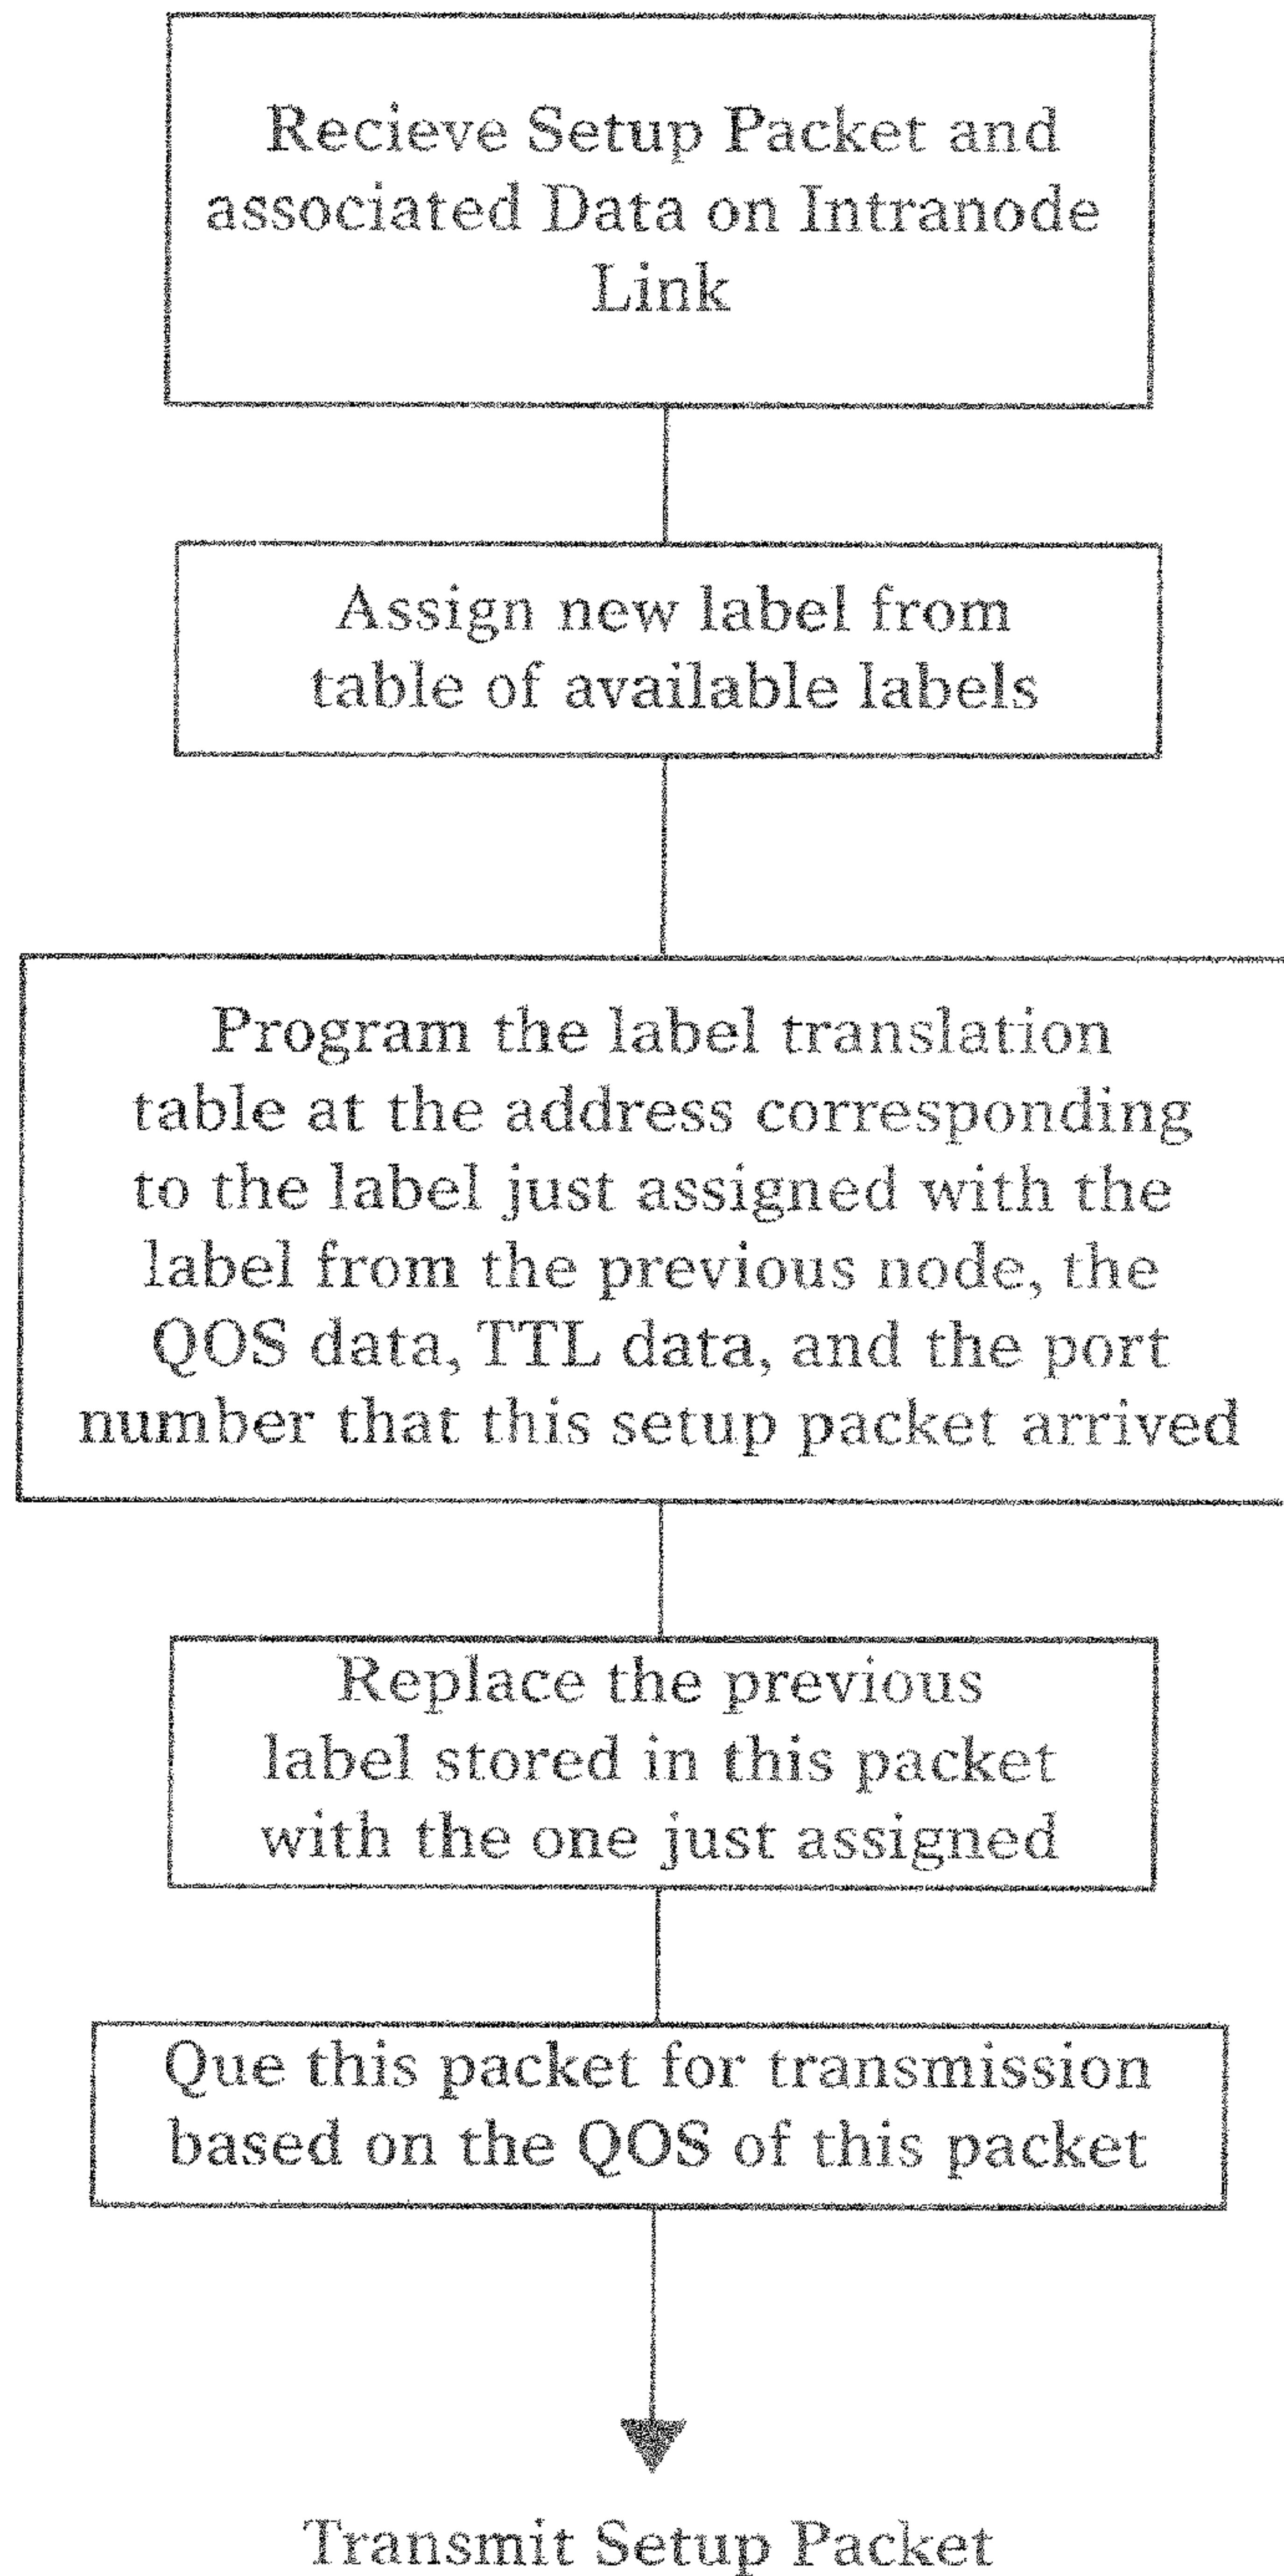 Recieve Setup Packet and
associated Data on Intranode
Link
Assign new label from
table of available labels
Program the label translation
table at the address corresponding
to the label just assigned with the
label from the previous node, the
QOS data, TTL data, and the port
number that this setup packet arrived
Replace the previous
label stored in this packet
with the one just assigned
Que this packet for transmission
based on the QOS of this packet
Transmit Setup Packet